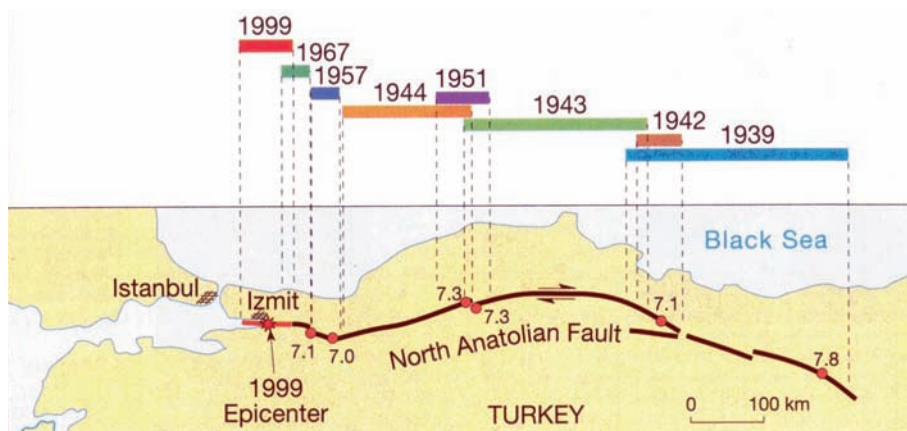 1999
1967
1957
1944
1951
1943
1942
1939
Black Sea
Istanbul
Izmit
7.3
7.3
7.1
7.1
7.0
North Anatolian Fault
7.8
1999
Epicenter
TURKEY
0 100 km